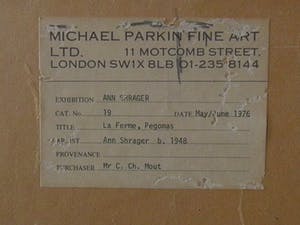 MICHAEL PARKIN FINE ART
LTD. 11 MOTCOMB STREET.
LONDON SW1X 8LB 01-235 8144
EXHIBITION ANN SHRAGER
CAT. No. 19 DATE May/June 1976
TITLE La Ferme, Pegomas
ARTIST Ann Shrager b. 1948
PROVENANCE
PURCHASER Mr C. Ch. Mout